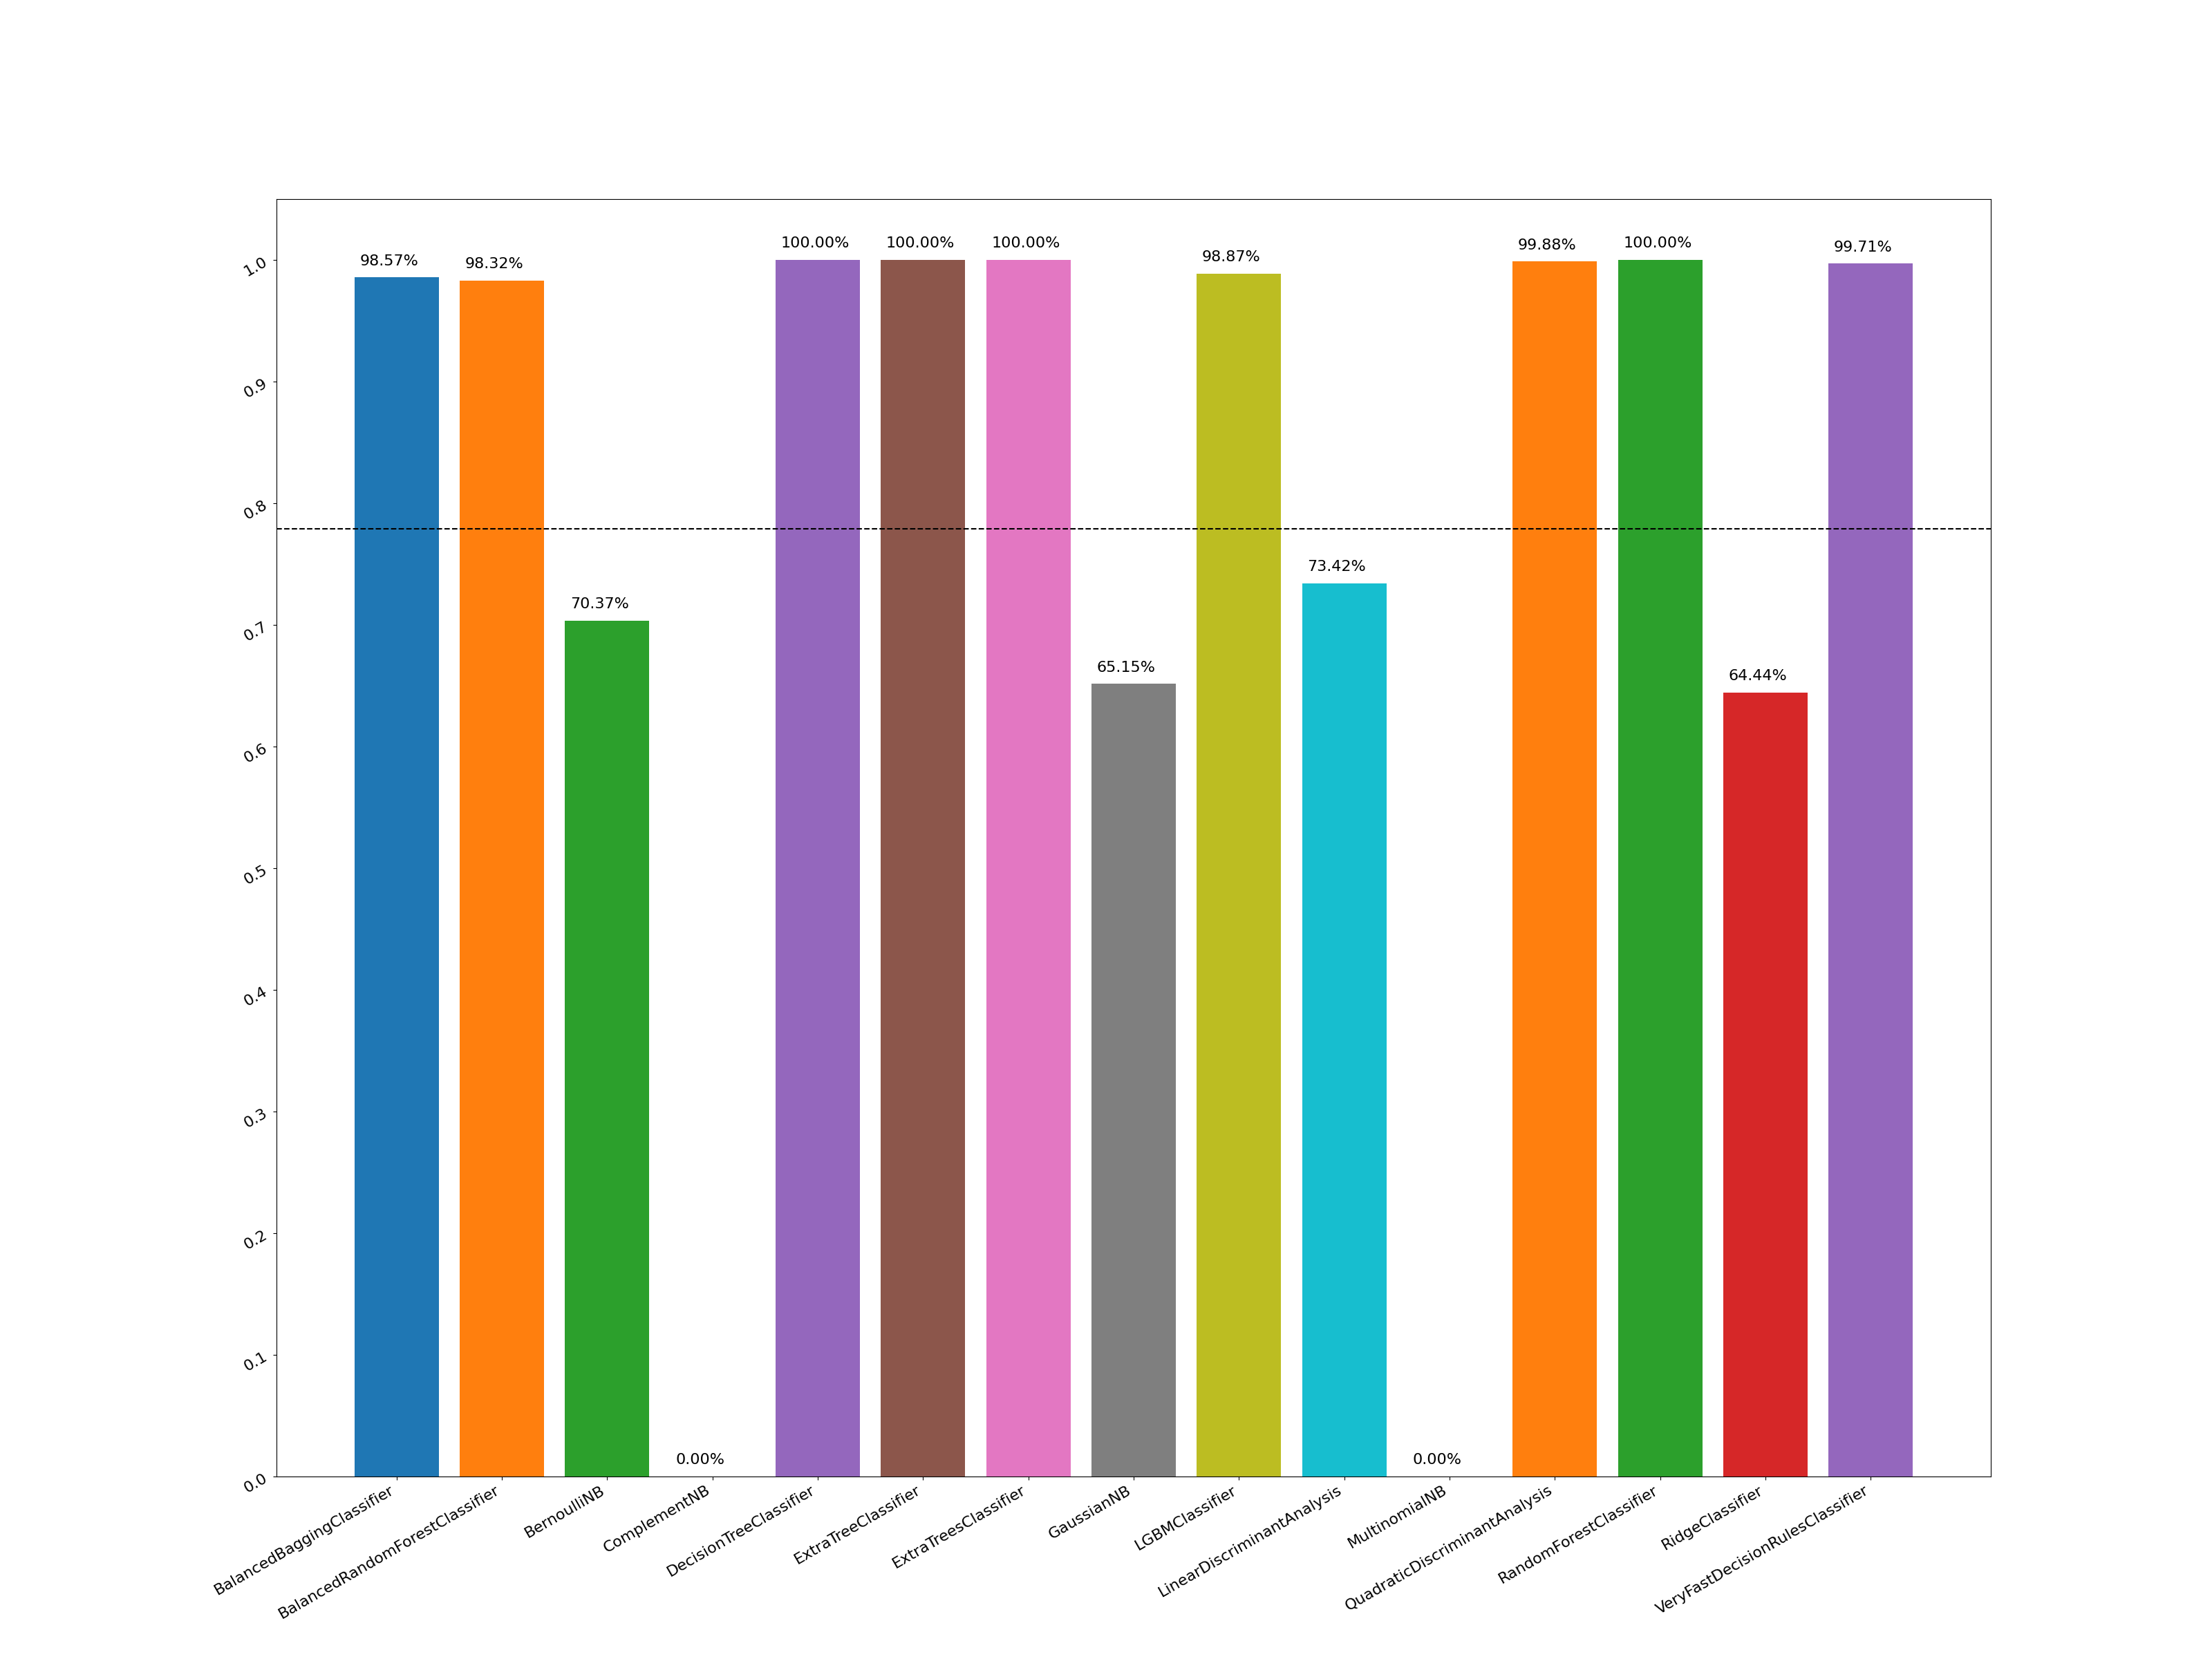 98.57%
98.32%
70.37%
0.00%
100.00%
100.00%
100.00%
65.15%
98.87%
73.42%
0.00%
99.88%
100.00%
64.44%
99.71%
1.0
0.9
0.8
0.7
0.6
0.5
0.4
0.3
0.2
0.1
0.0
BalancedBaggingClassifier
BalancedRandomForestClassifier
BernoulliNB
ComplementNB
DecisionTreeClassifier
ExtraTreeClassifier
ExtraTreesClassifier
GaussianNB
LGBMClassifier
LinearDiscriminantAnalysis
MultinomialNB
QuadraticDiscriminantAnalysis
RandomForestClassifier
RidgeClassifier
VeryFastDecisionRulesClassifier